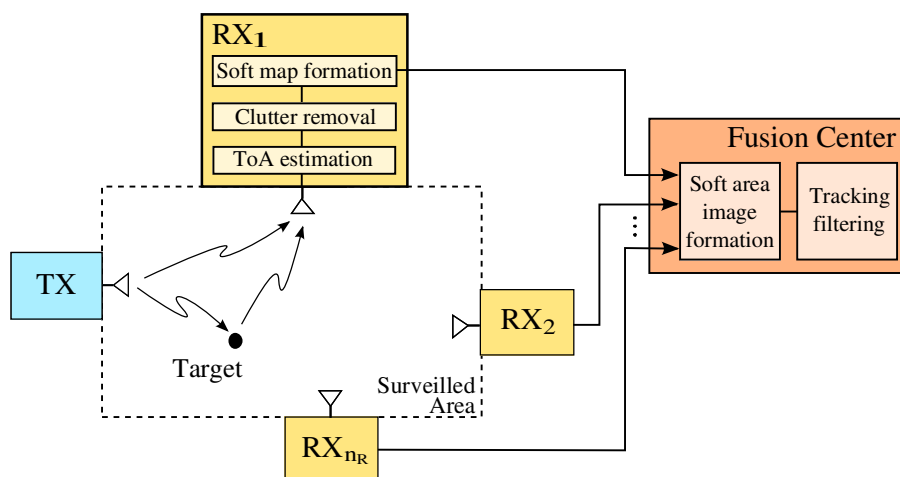 RX1
Soft map formation
Clutter removal
ToA estimation
Fusion Center
Soft area
image
formation
Tracking
filtering
TX
Target
RX2
Surveilled
Area
RXnR